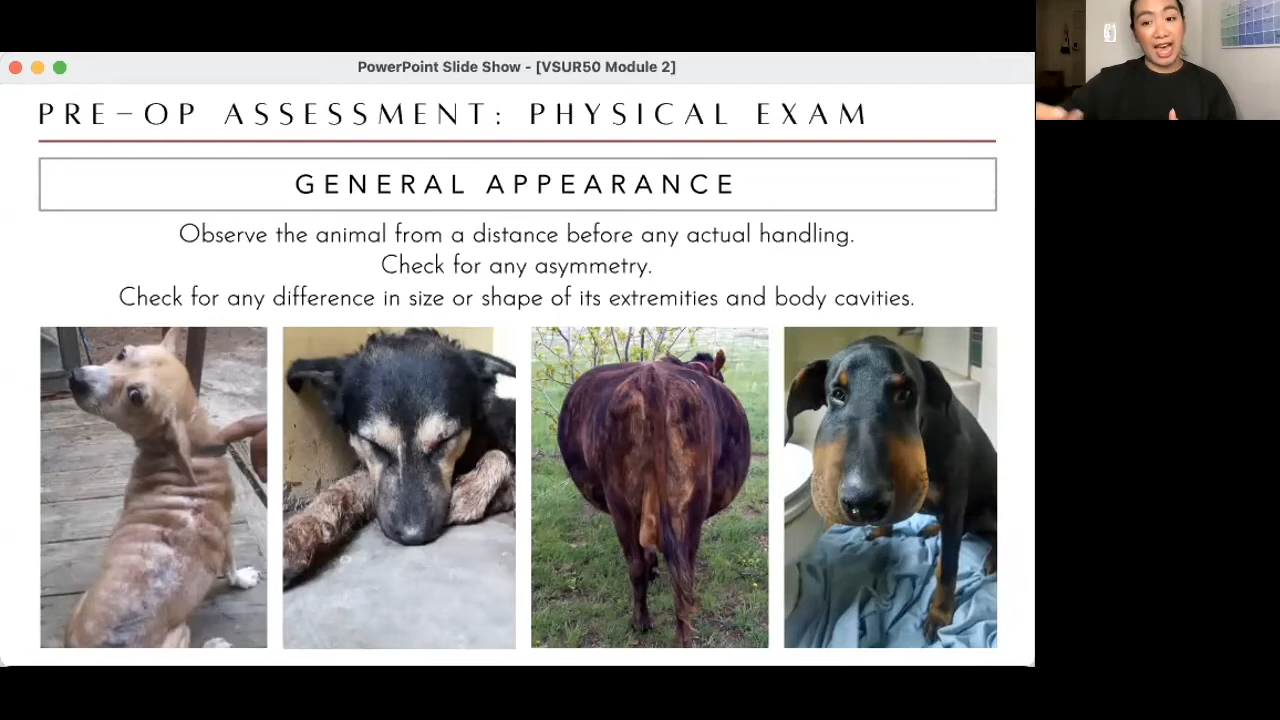 PowerPoint Slide Show - [VSUR50 Module 2]
PRE-OP ASSESSMENT: PHYSICAL EXAM
GENERAL APPEARANCE
Observe the animal from a distance before any actual handling.
Check for any asymmetry.
Check for any difference in size or shape of its extremities and body cavities.